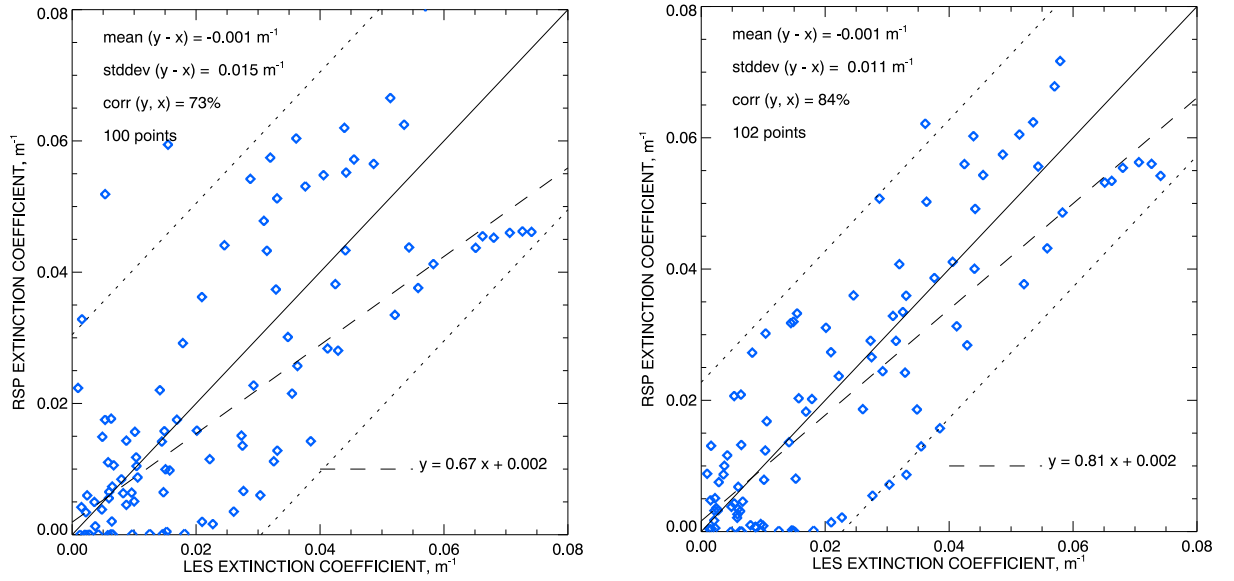 mean (y - x) = -0.001 m⁻¹
stddev (y - x) = 0.015 m⁻¹
corr (y, x) = 73%
100 points
y = 0.67 x + 0.002
RSP EXTINCTION COEFFICIENT, m⁻¹
0.08
0.06
0.04
0.02
0.00
0.00 0.02 0.04 0.06 0.08
LES EXTINCTION COEFFICIENT, m⁻¹
mean (y - x) = -0.001 m⁻¹
stddev (y - x) = 0.011 m⁻¹
corr (y, x) = 84%
102 points
y = 0.81 x + 0.002
RSP EXTINCTION COEFFICIENT, m⁻¹
0.08
0.06
0.04
0.02
0.00
0.00 0.02 0.04 0.06 0.08
LES EXTINCTION COEFFICIENT, m⁻¹